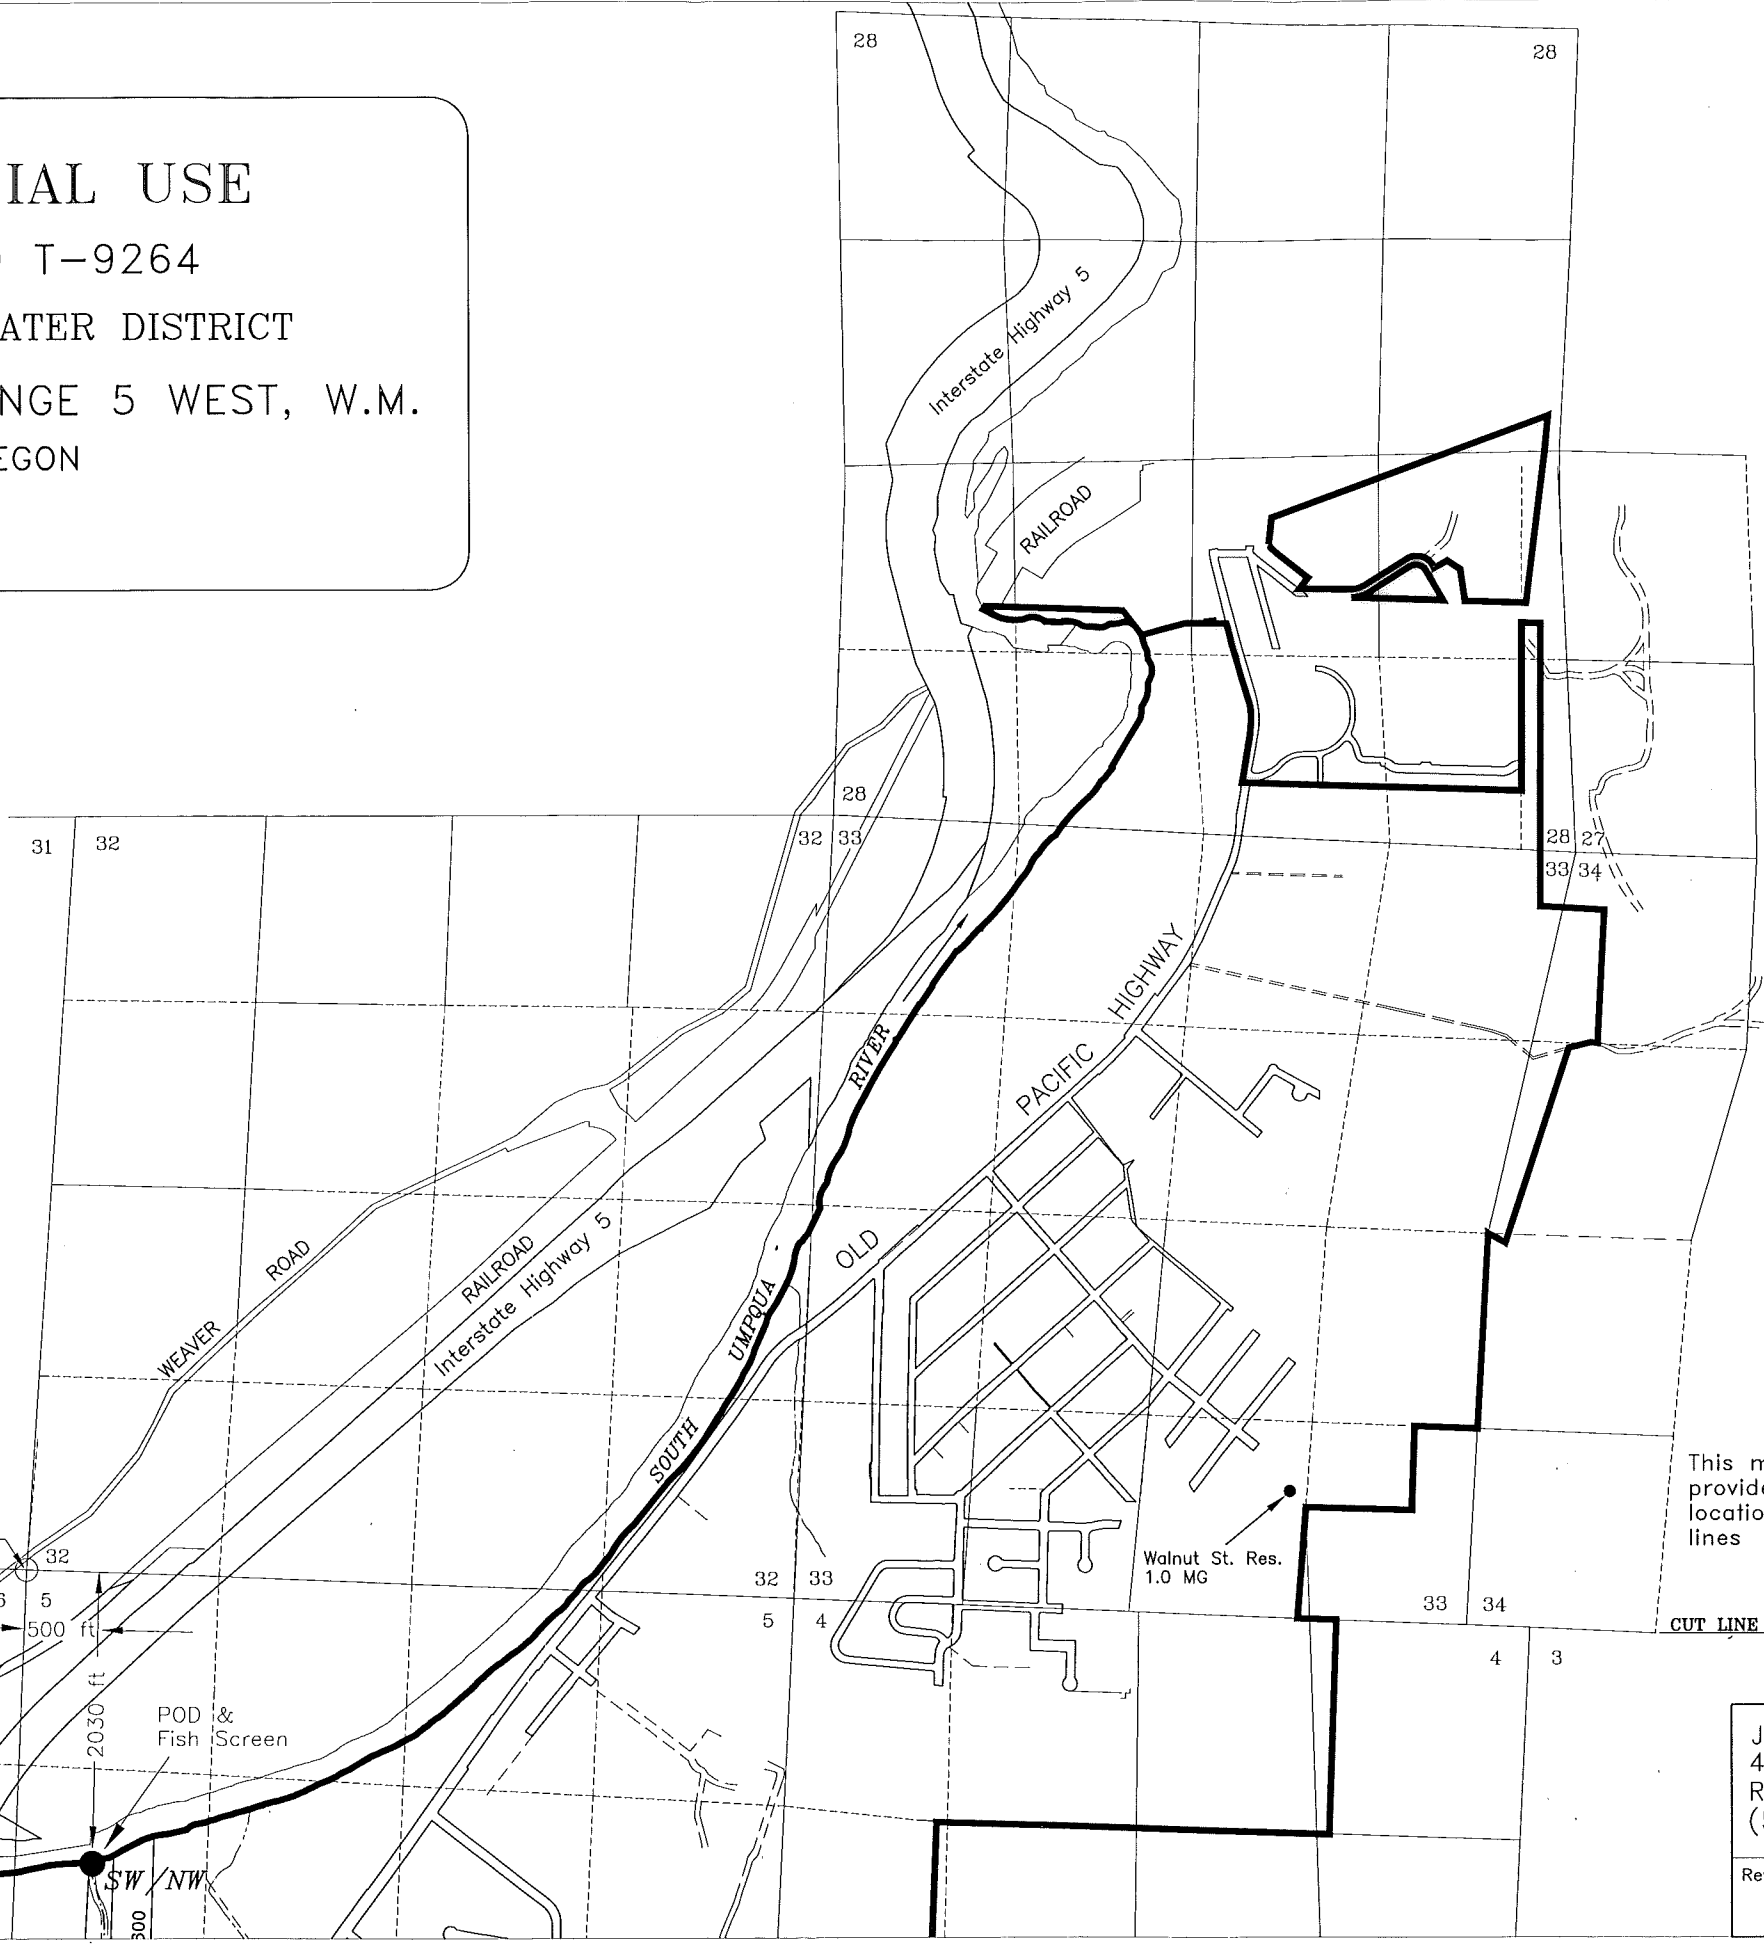 28
28
IAL USE
T-9264
ATER DISTRICT
NGE 5 WEST, W.M.
EGON
Interstate Highway 5
RAILROAD
28
31
32
32
33
28
27
33
34
HIGHWAY
PACIFIC
OLD
RIVER
UMPQUA
SOUTH
ROAD
WEAVER
RAILROAD
Interstate Highway 5
This m
provide
locatio
lines
Walnut St. Res.
1.0 MG
32
5
500 ft
2030 ft
32
33
5
4
33
34
CUT LINE
4
3
POD &
Fish Screen
SW/NW
J
4
R
(
Re